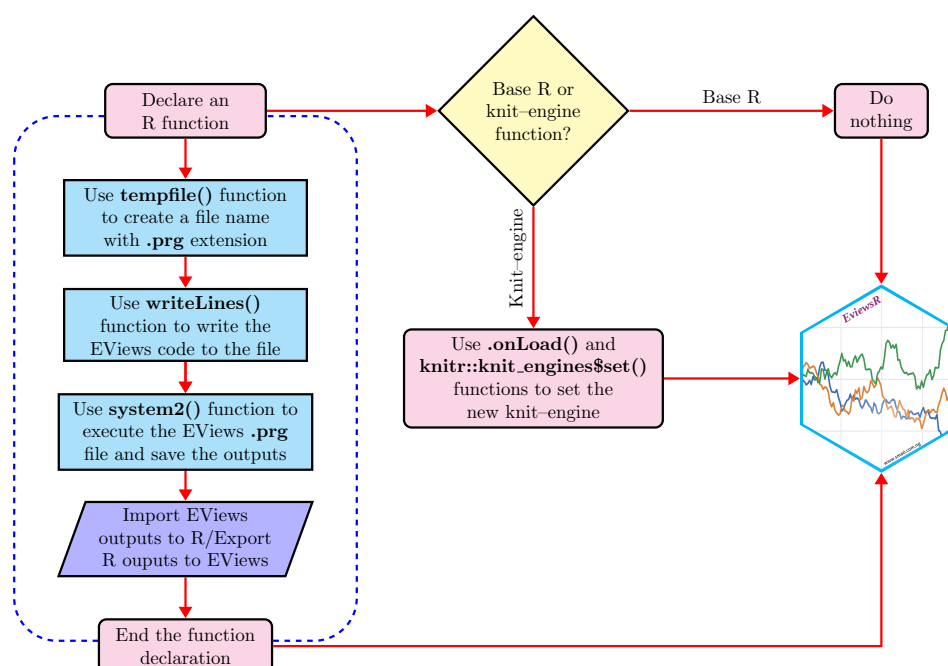 Declare an
R function
Use tempfile() function
to create a file name
with .prg extension
Use writeLines()
function to write the
EViews code to the file
Use system2() function to
execute the EViews .prg
file and save the outputs
Import EViews
outputs to R/Export
R ouputs to EViews
End the function
declaration
Base R or
knit–engine
function?
Base R
Do
nothing
Knit–engine
Use .onLoad() and
knitr::knit_engines$set()
functions to set the
new knit–engine
EviewsR